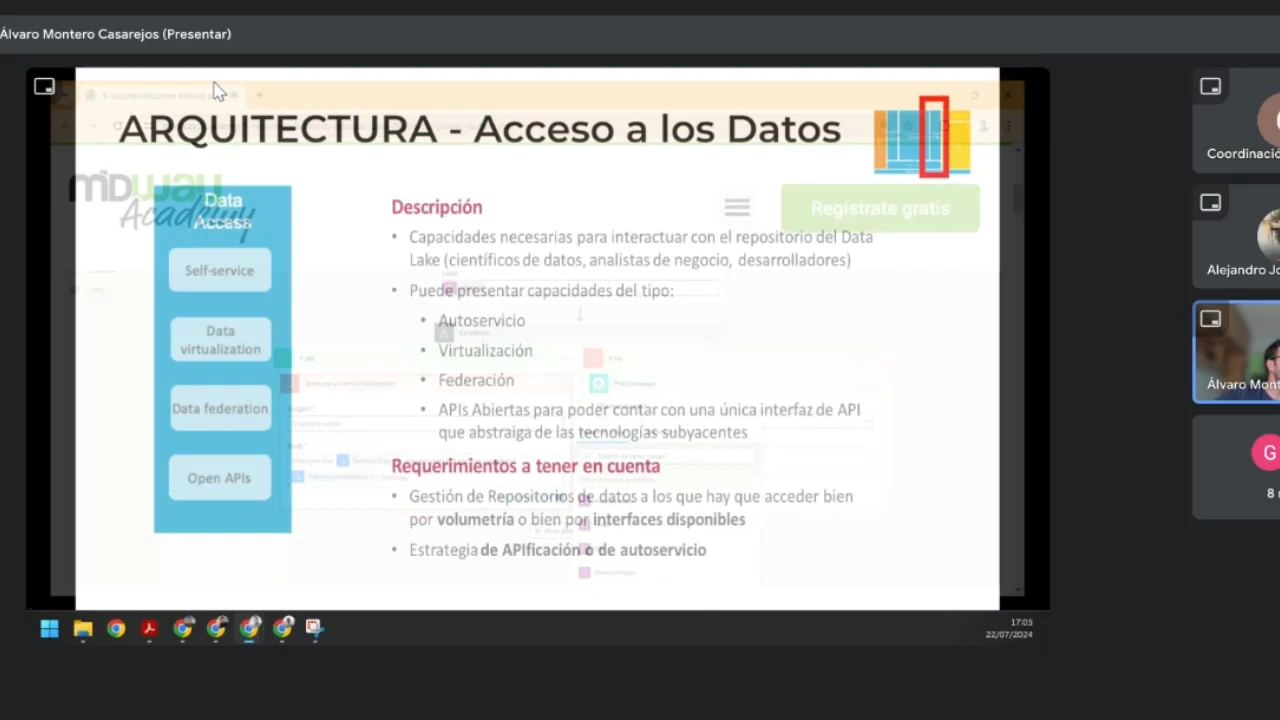 Álvaro Montero Casarejos (Presentar)
ARQUITECTURA - Acceso a los Datos
MIDWAY
Academy
Data
Access
Self-service
Data
virtualization
Data federation
Open APIs
Regístrate gratis
Descripción
• Capacidades necesarias para interactuar con el repositorio del Data
Lake (científicos de datos, analistas de negocio, desarrolladores)
• Puede presentar capacidades del tipo:
• Autoservicio
• Virtualización
• Federación
• APIs Abiertas para poder contar con una única interfaz de API
que abstraiga de las tecnologías subyacentes
Requerimientos a tener en cuenta
• Gestión de Repositorios de datos a los que hay que acceder bien
por volumetría o bien por interfaces disponibles
• Estrategia de APIficación o de autoservicio
17:05
22/07/2024
Coordinació
Alejandro Jo
Álvaro Mont
G